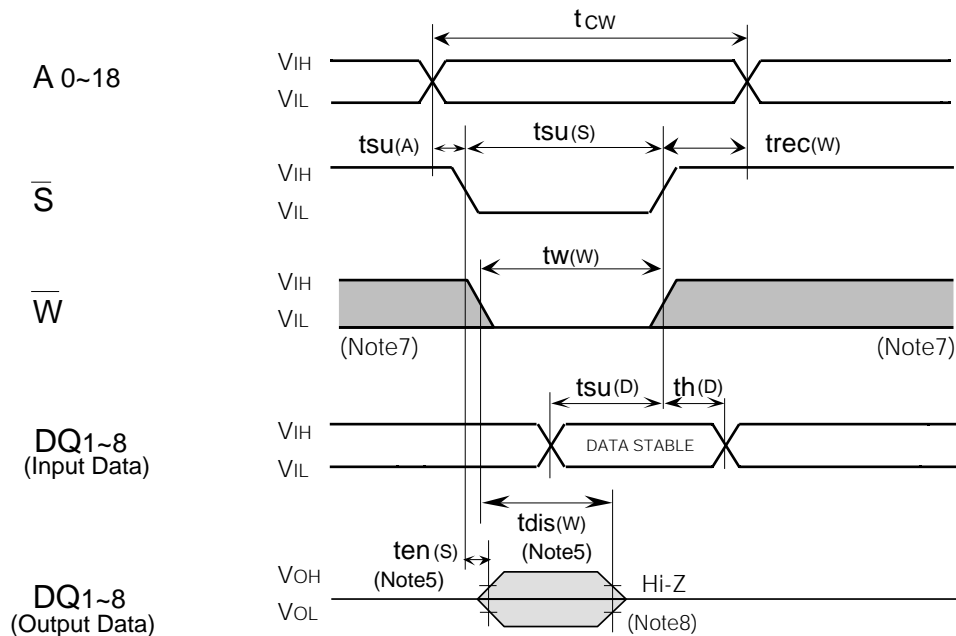 tCW
A 0~18
VIH
VIL
tsu(A)
tsu(S)
trec(W)
S
VIH
VIL
tw(W)
W
VIH
VIL
(Note7)
(Note7)
tsu(D)
th(D)
DQ1~8
(Input Data)
VIH
VIL
DATA STABLE
tdis(W)
(Note5)
ten(S)
(Note5)
DQ1~8
(Output Data)
VOH
VOL
Hi-Z
(Note8)